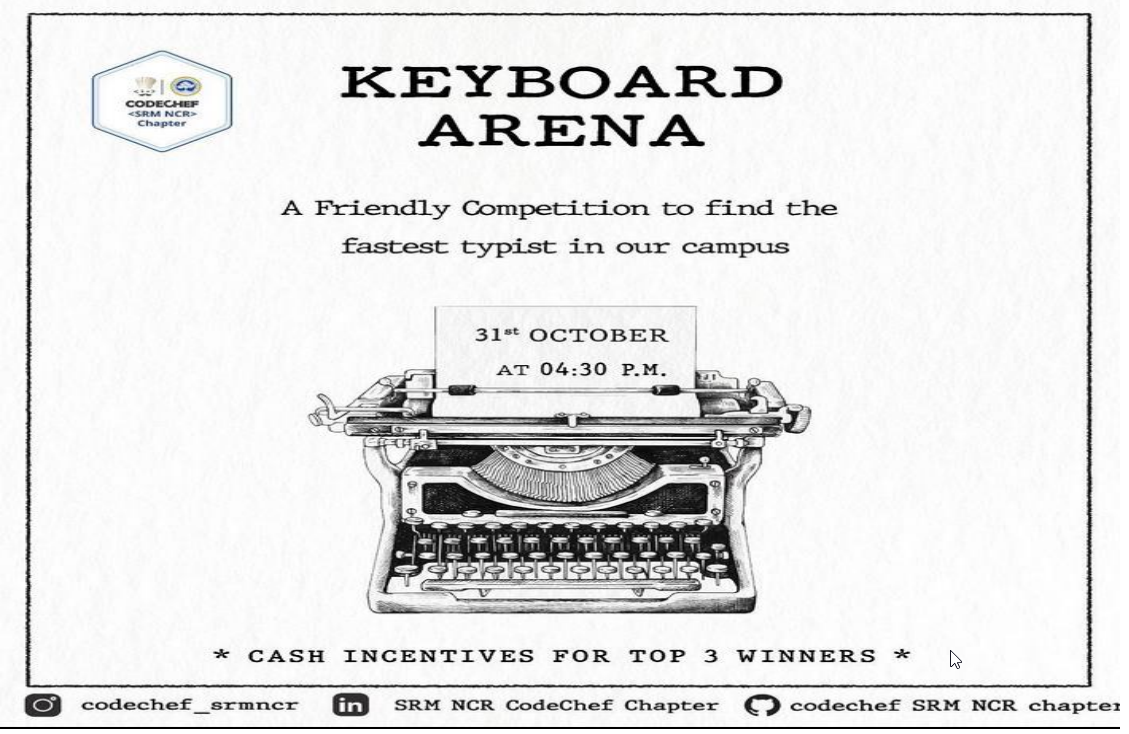 CODECHEF
<SRM NCR>
Chapter
KEYBOARD
ARENA
A Friendly Competition to find the
fastest typist in our campus
31st OCTOBER
AT 04:30 P.M.
* CASH INCENTIVES FOR TOP 3 WINNERS *
codechef_srmncr
in
SRM NCR CodeChef Chapter
codechef SRM NCR chapter